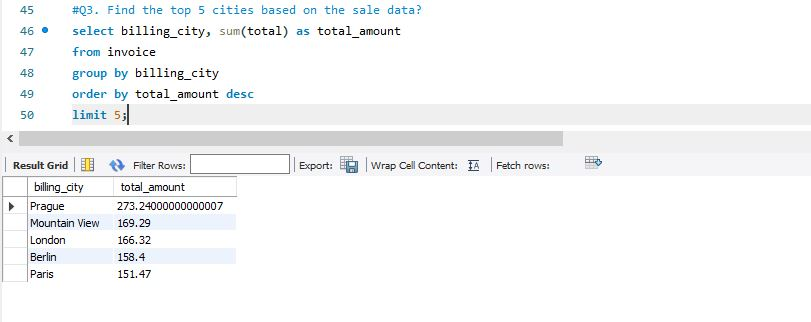 45 #Q3. Find the top 5 cities based on the sale data?
46 select billing_city, sum(total) as total_amount
47 from invoice
48 group by billing_city
49 order by total_amount desc
50 limit 5;
Result Grid Filter Rows: Export: Wrap Cell Content: Fetch rows:
billing_city total_amount
Prague 273.24000000000007
Mountain View 169.29
London 166.32
Berlin 158.4
Paris 151.47